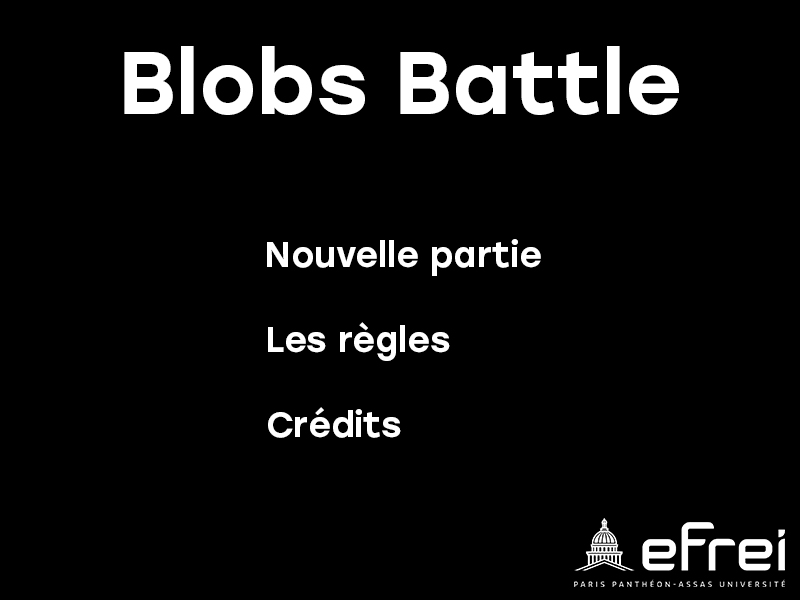 Blobs Battle
Nouvelle partie
Les règles
Crédits
efrei
PARIS PANTHÉON-ASSAS UNIVERSITÉ